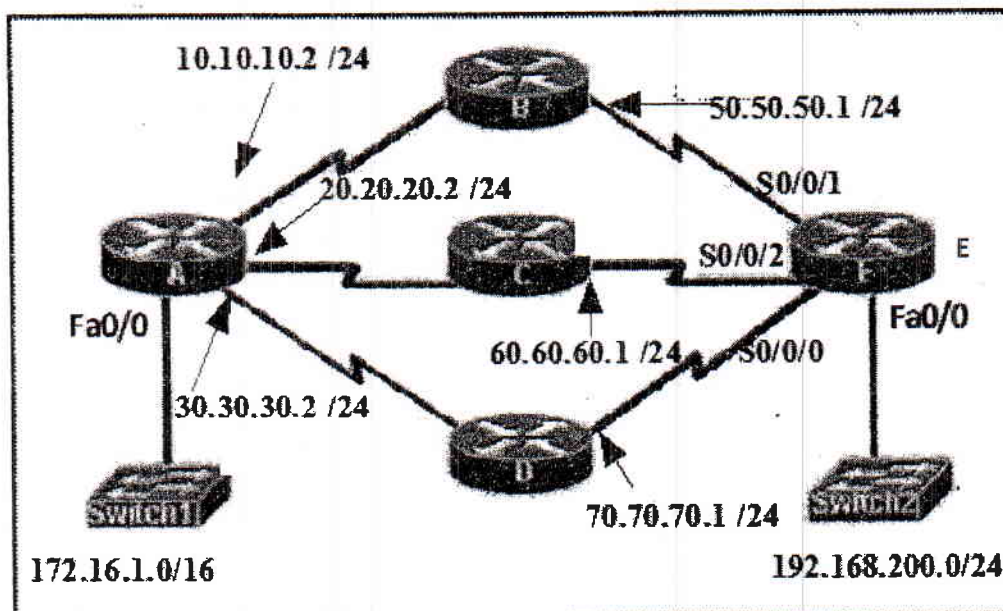 10.10.10.2 /24
B
50.50.50.1 /24
20.20.20.2 /24
S0/0/1
A
C
S0/0/2
E
Fa0/0
60.60.60.1 /24
Fa0/0
S0/0/0
30.30.30.2 /24
D
Switch1
70.70.70.1 /24
Switch2
172.16.1.0/16
192.168.200.0/24